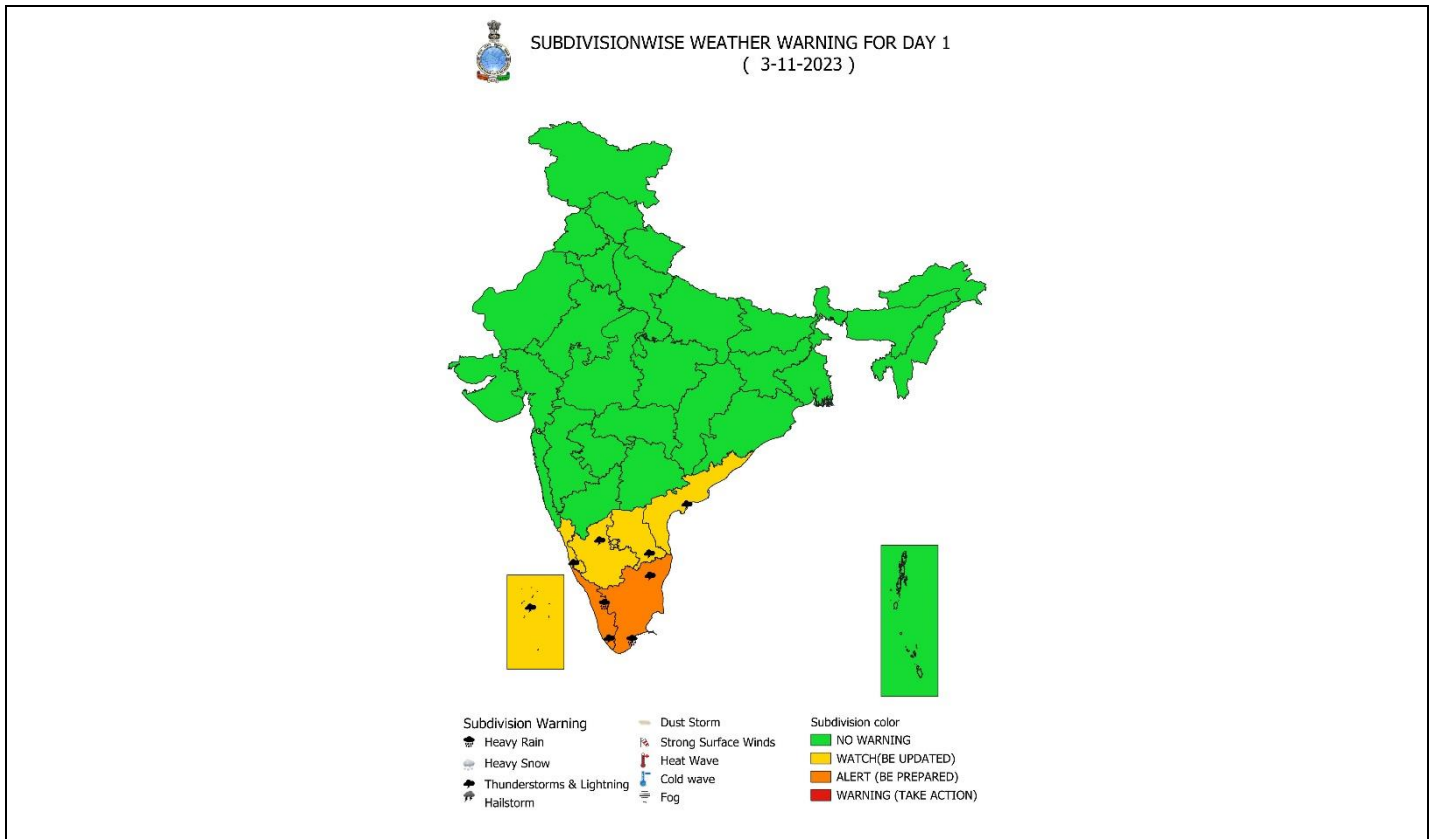 SUBDIVISIONWISE WEATHER WARNING FOR DAY 1
( 3-11-2023 )
Subdivision Warning
Heavy Rain
Heavy Snow
Thunderstorms & Lightning
Hailstorm
Dust Storm
Strong Surface Winds
Heat Wave
Cold wave
Fog
Subdivision color
NO WARNING
WATCH(BE UPDATED)
ALERT (BE PREPARED)
WARNING (TAKE ACTION)